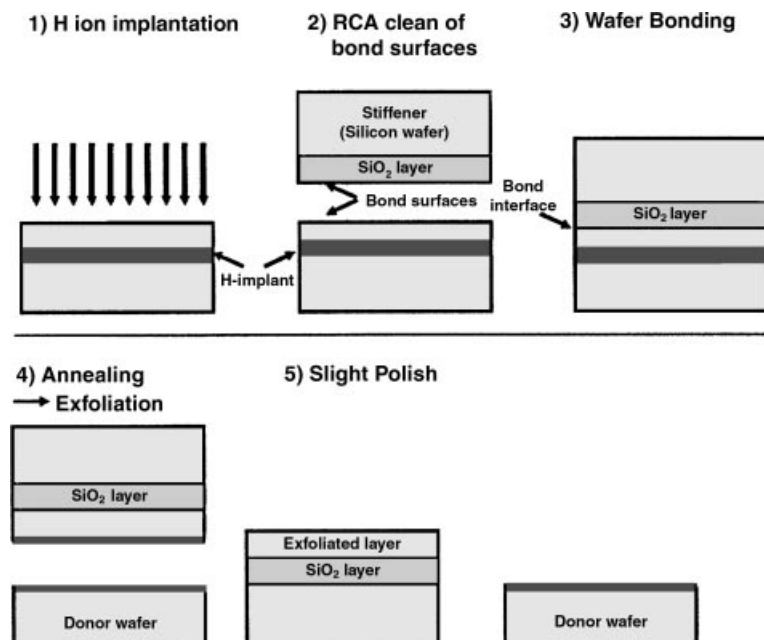 1) H ion implantation
2) RCA clean of
bond surfaces
3) Wafer Bonding
Stiffener
(Silicon wafer)
SiO₂ layer
Bond surfaces
H-implant
Bond
interface
SiO₂ layer
4) Annealing
Exfoliation
5) Slight Polish
SiO₂ layer
Donor wafer
Exfoliated layer
SiO₂ layer
Donor wafer